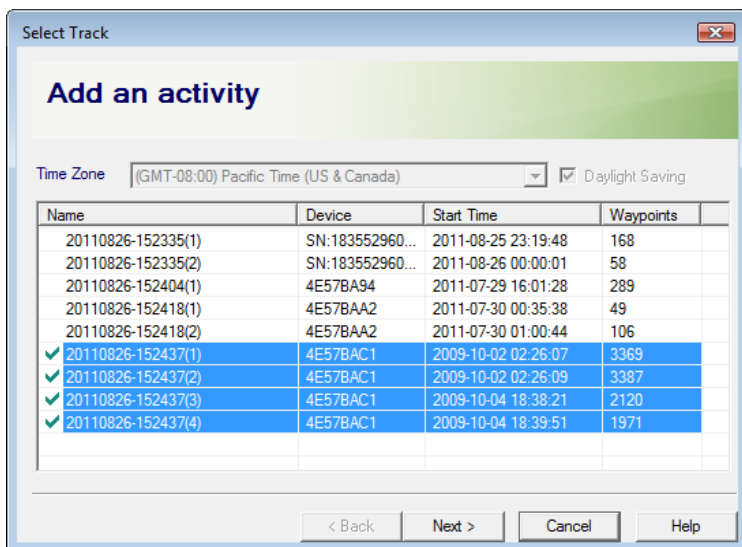 Select Track
Add an activity
Time Zone (GMT-08:00) Pacific Time (US & Canada) Daylight Saving
Name Device Start Time Waypoints
20110826-152335(1) SN:183552960... 2011-08-25 23:19:48 168
20110826-152335(2) SN:183552960... 2011-08-26 00:00:01 58
20110826-152404(1) 4E57BA94 2011-07-29 16:01:28 289
20110826-152418(1) 4E57BAA2 2011-07-30 00:35:38 49
20110826-152418(2) 4E57BAA2 2011-07-30 01:00:44 106
20110826-152437(1) 4E57BAC1 2009-10-02 02:26:07 3369
20110826-152437(2) 4E57BAC1 2009-10-02 02:26:09 3387
20110826-152437(3) 4E57BAC1 2009-10-04 18:38:21 2120
20110826-152437(4) 4E57BAC1 2009-10-04 18:39:51 1971
< Back Next > Cancel Help